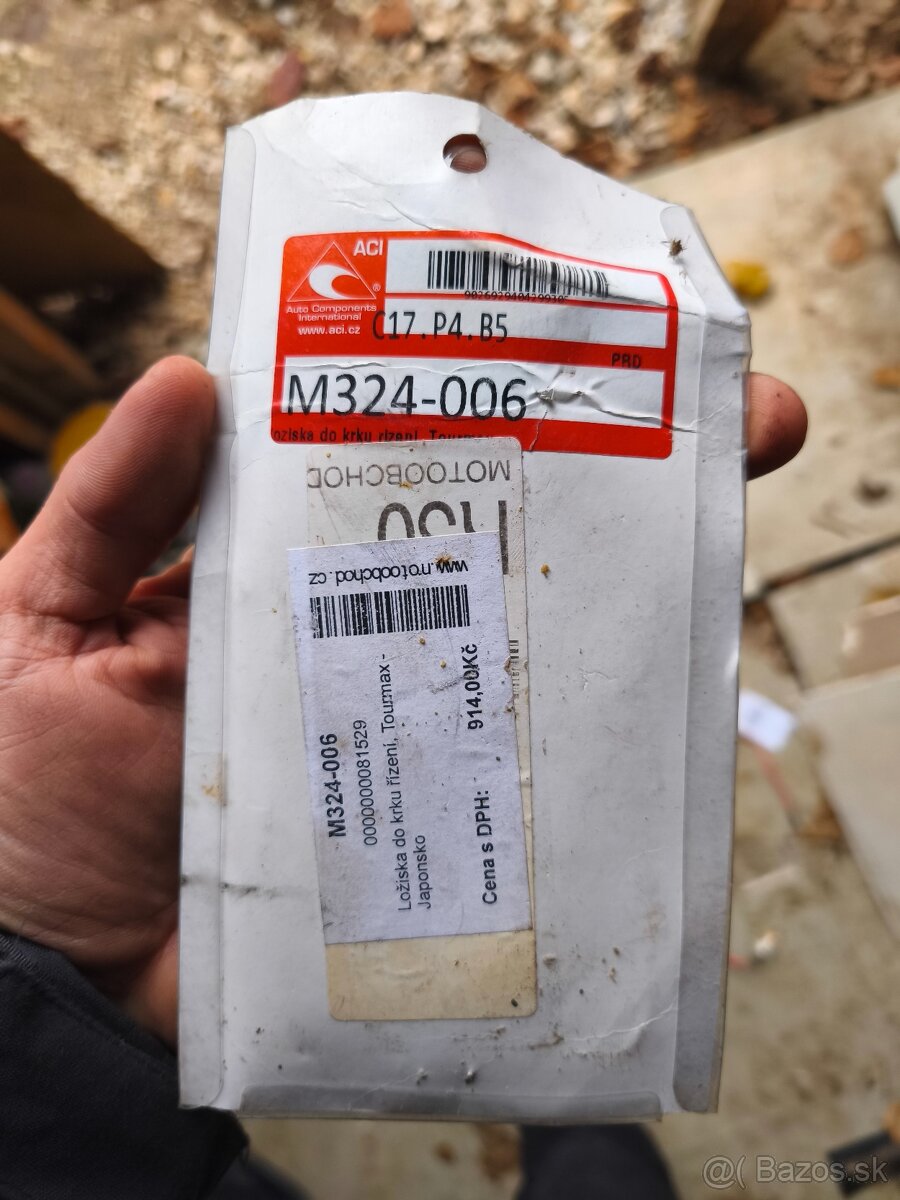 ACI
Auto Components
International
www.aci.cz
C17.P4.B5
PRD
M324-006
ložiska do krku řízení, Tourmax
MOTOOBCHOD
www.motoobchod.cz
M324-006
0000000081529
Ložiska do krku řízení, Tourmax -
Japonsko
Cena s DPH: 914,00Kč
@( Bazos.sk